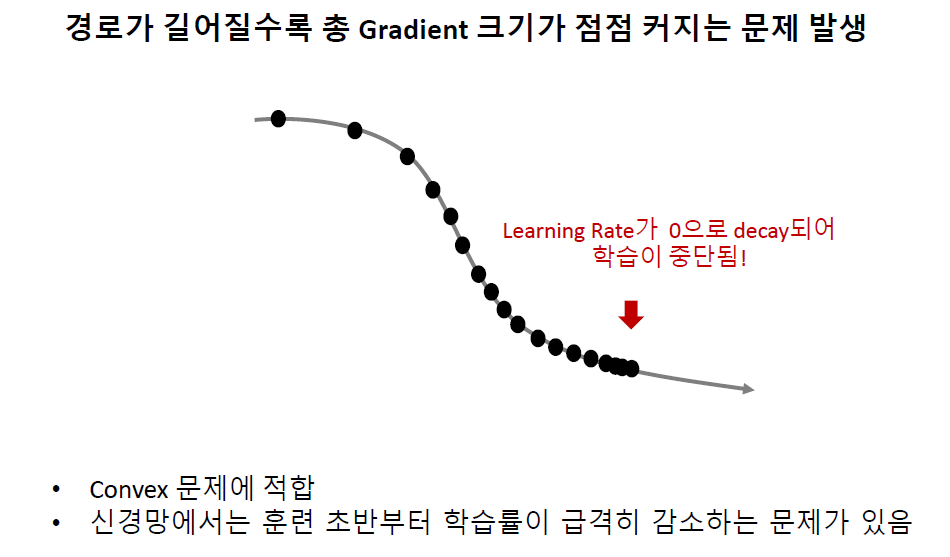 경로가 길어질수록 총 Gradient 크기가 점점 커지는 문제 발생
Learning Rate가 0으로 decay되어
학습이 중단됨!
• Convex 문제에 적합
• 신경망에서는 훈련 초반부터 학습률이 급격히 감소하는 문제가 있음